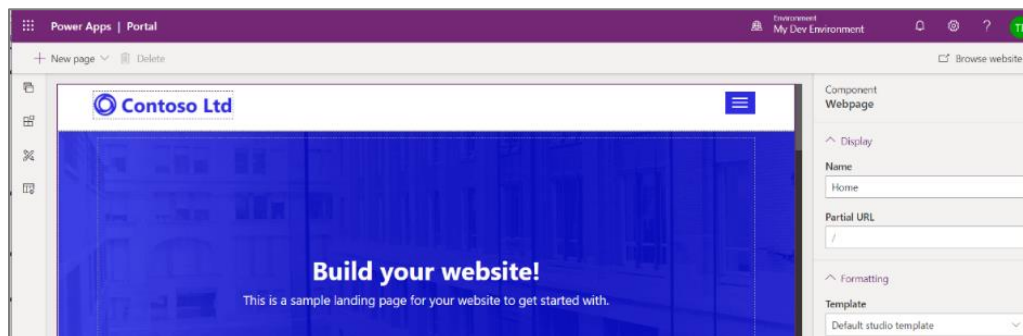 Power Apps | Portal
Environment
My Dev Environment
?
+ New page
Delete
Browse website
Contoso Ltd
Build your website!
This is a sample landing page for your website to get started with.
Component
Webpage
Display
Name
Home
Partial URL
/
Formatting
Template
Default studio template